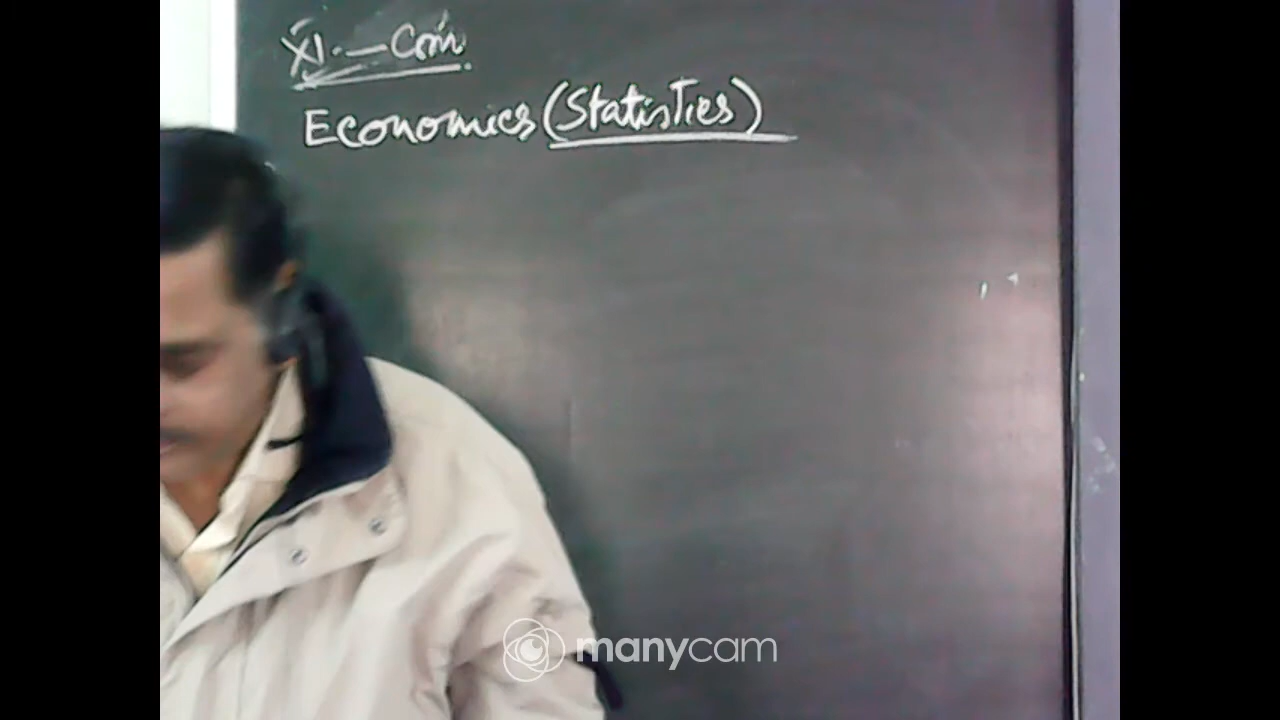 XI. — Com
Economics (Statistics)
manycam